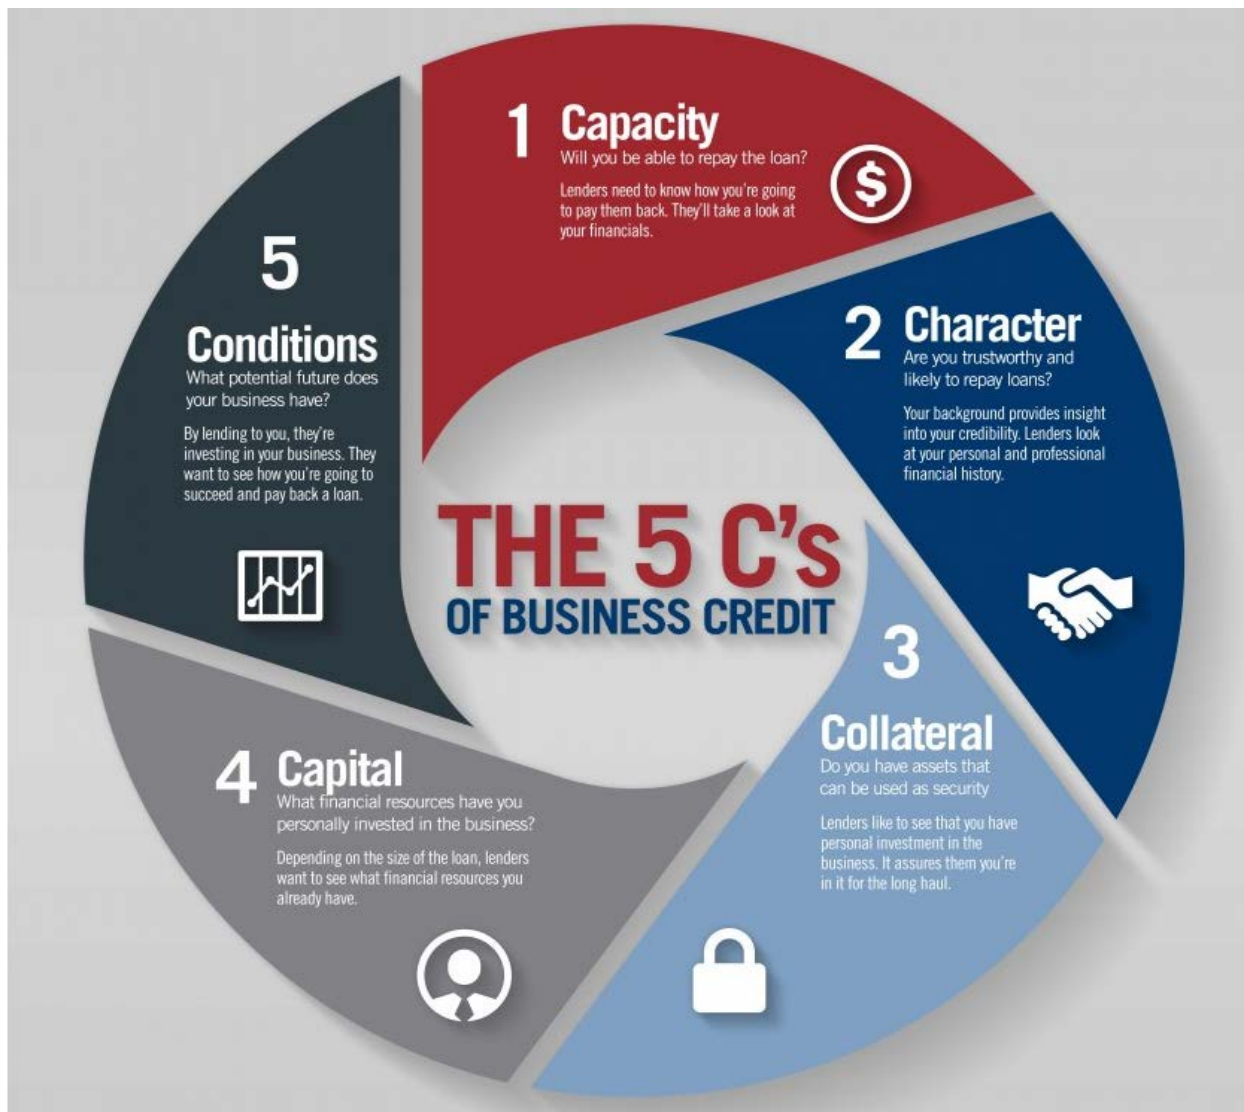 1
Capacity
Will you be able to repay the loan?
Lenders need to know how you're going
to pay them back. They'll take a look at
your financials.
$
2
Character
Are you trustworthy and
likely to repay loans?
Your background provides insight
into your credibility. Lenders look
at your personal and professional
financial history.
3
Collateral
Do you have assets that
can be used as security
Lenders like to see that you have
personal investment in the
business. It assures them you're
in it for the long haul.
4
Capital
What financial resources have you
personally invested in the business?
Depending on the size of the loan, lenders
want to see what financial resources you
already have.
5
Conditions
What potential future does
your business have?
By lending to you, they're
investing in your business. They
want to see how you're going to
succeed and pay back a loan.
THE 5 C's
OF BUSINESS CREDIT